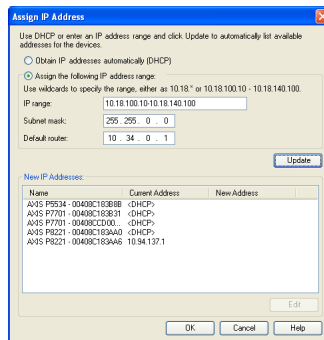 Assign IP Address
Use DHCP or enter an IP address range and click Update to automatically list available
addresses for the devices.
Obtain IP addresses automatically (DHCP)
Assign the following IP address range:
Use wildcards to specify the range, either as 10.18.* or 10.18.100.10 - 10.18.140.100.
IP range: 10.18.100.10-10.18.140.100
Subnet mask: 255 . 255 . 0 . 0
Default router: 10 . 34 . 0 . 1
Update
New IP Addresses:
Name Current Address New Address
AXIS P5534 - 00408C183B8B <DHCP>
AXIS P7701 - 00408C183B31 <DHCP>
AXIS P7701 - 00408CCD00... <DHCP>
AXIS P8221 - 00408C183AA0 <DHCP>
AXIS P8221 - 00408C183AA6 10.94.137.1
Edit
OK Cancel Help